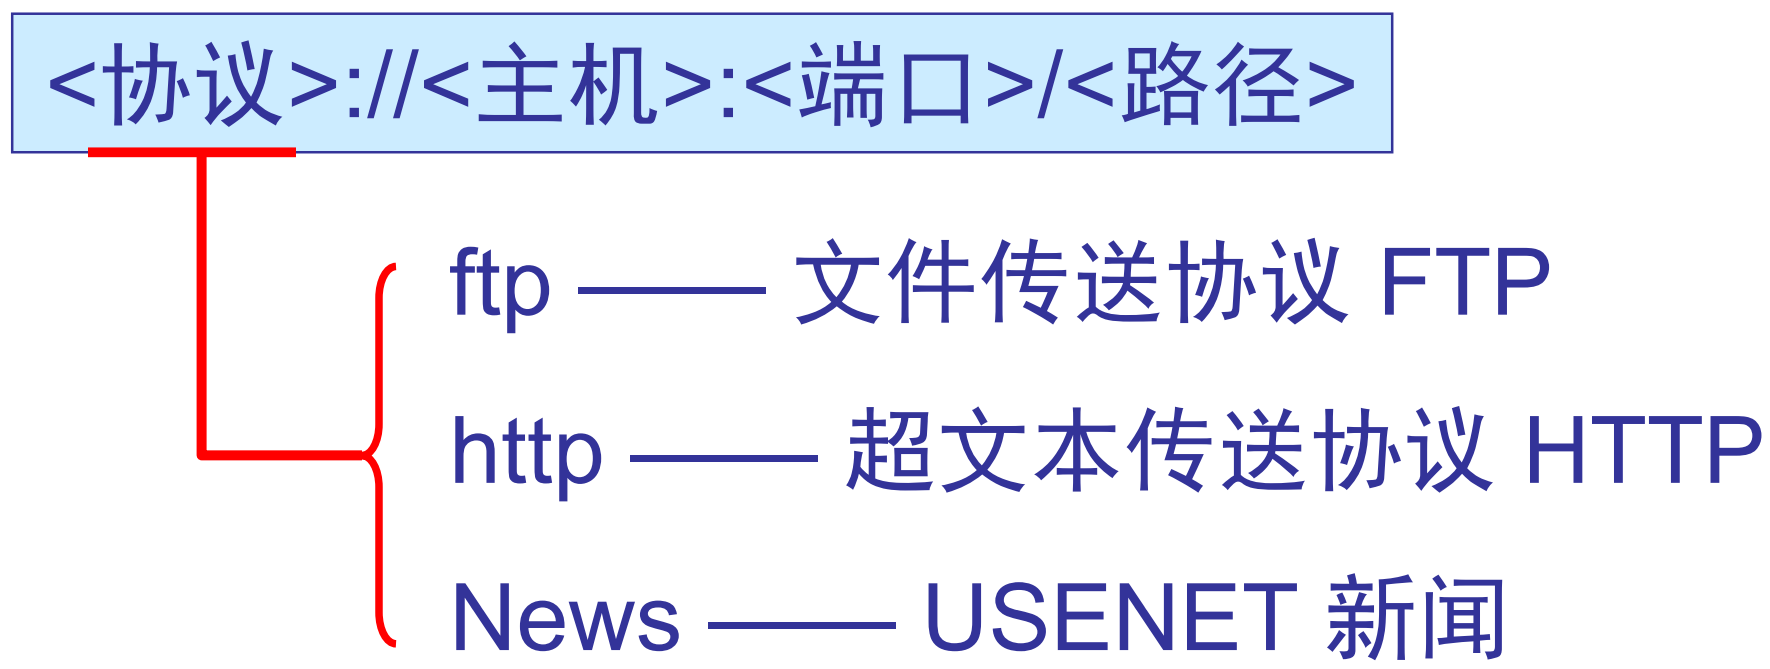 <协议>://<主机>:<端口>/<路径>
ftp —— 文件传送协议 FTP
http —— 超文本传送协议 HTTP
News —— USENET 新闻